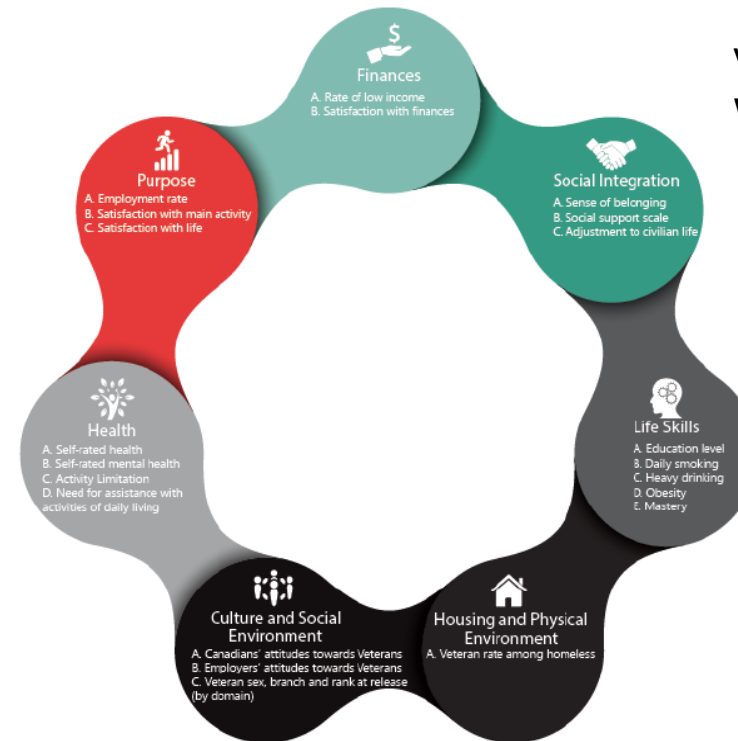 $
Finances
A. Rate of low income
B. Satisfaction with finances
Social Integration
A. Sense of belonging
B. Social support scale
C. Adjustment to civilian life
Life Skills
A. Education level
B. Daily smoking
C. Heavy drinking
D. Obesity
E. Mastery
Housing and Physical
Environment
A. Veteran rate among homeless
Culture and Social
Environment
A. Canadians' attitudes towards Veterans
B. Employers' attitudes towards Veterans
C. Veteran sex, branch and rank at release
(by domain)
Health
A. Self-rated health
B. Self-rated mental health
C. Activity Limitation
D. Need for assistance with
activities of daily living
Purpose
A. Employment rate
B. Satisfaction with main activity
C. Satisfaction with life